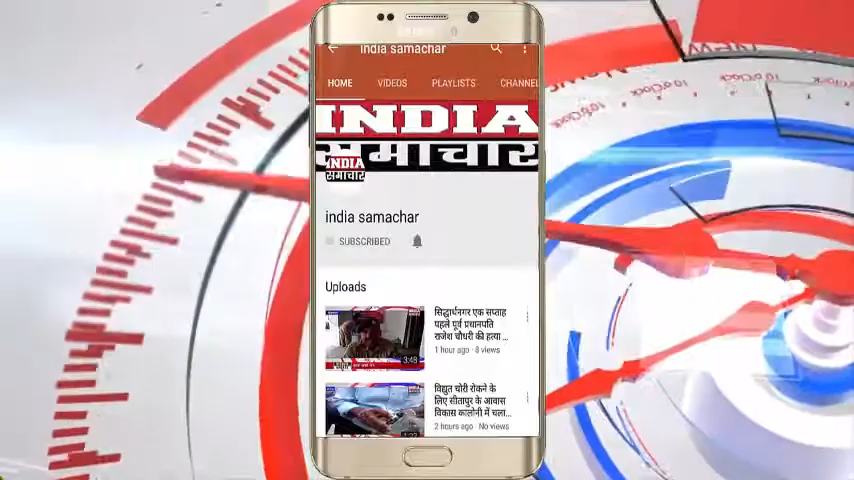 india samachar
HOME VIDEOS PLAYLISTS CHANNEL
INDIA
समाचार
INDIA
समाचार
india samachar
SUBSCRIBED
Uploads
सिद्धार्थनगर एक सप्ताह
पहले पूर्व प्रधानपति
राजेश चौधरी की हत्या ...
1 hour ago · 8 views
3:48
विद्युत चोरी रोकने के
लिए सीतापुर के आवास
विकास कालोनी में चला...
2 hours ago · No views